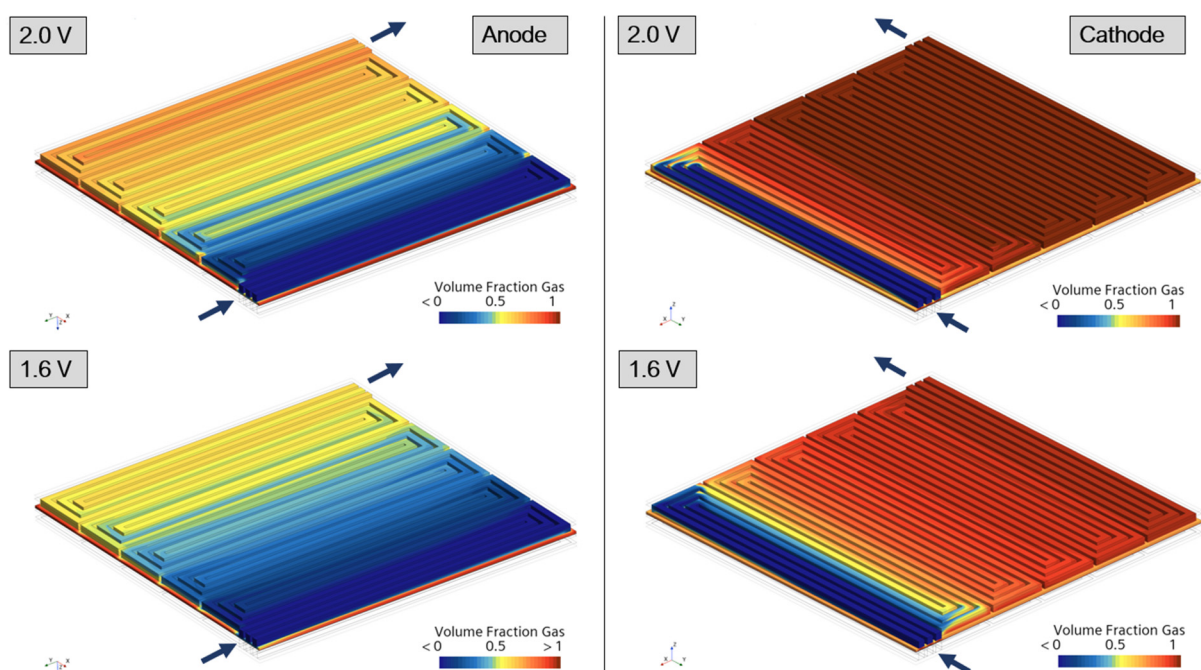 2.0 V
Anode
Volume Fraction Gas
< 0 0.5 1
2.0 V
Cathode
Volume Fraction Gas
< 0 0.5 1
1.6 V
Volume Fraction Gas
< 0 0.5 > 1
1.6 V
Volume Fraction Gas
< 0 0.5 1